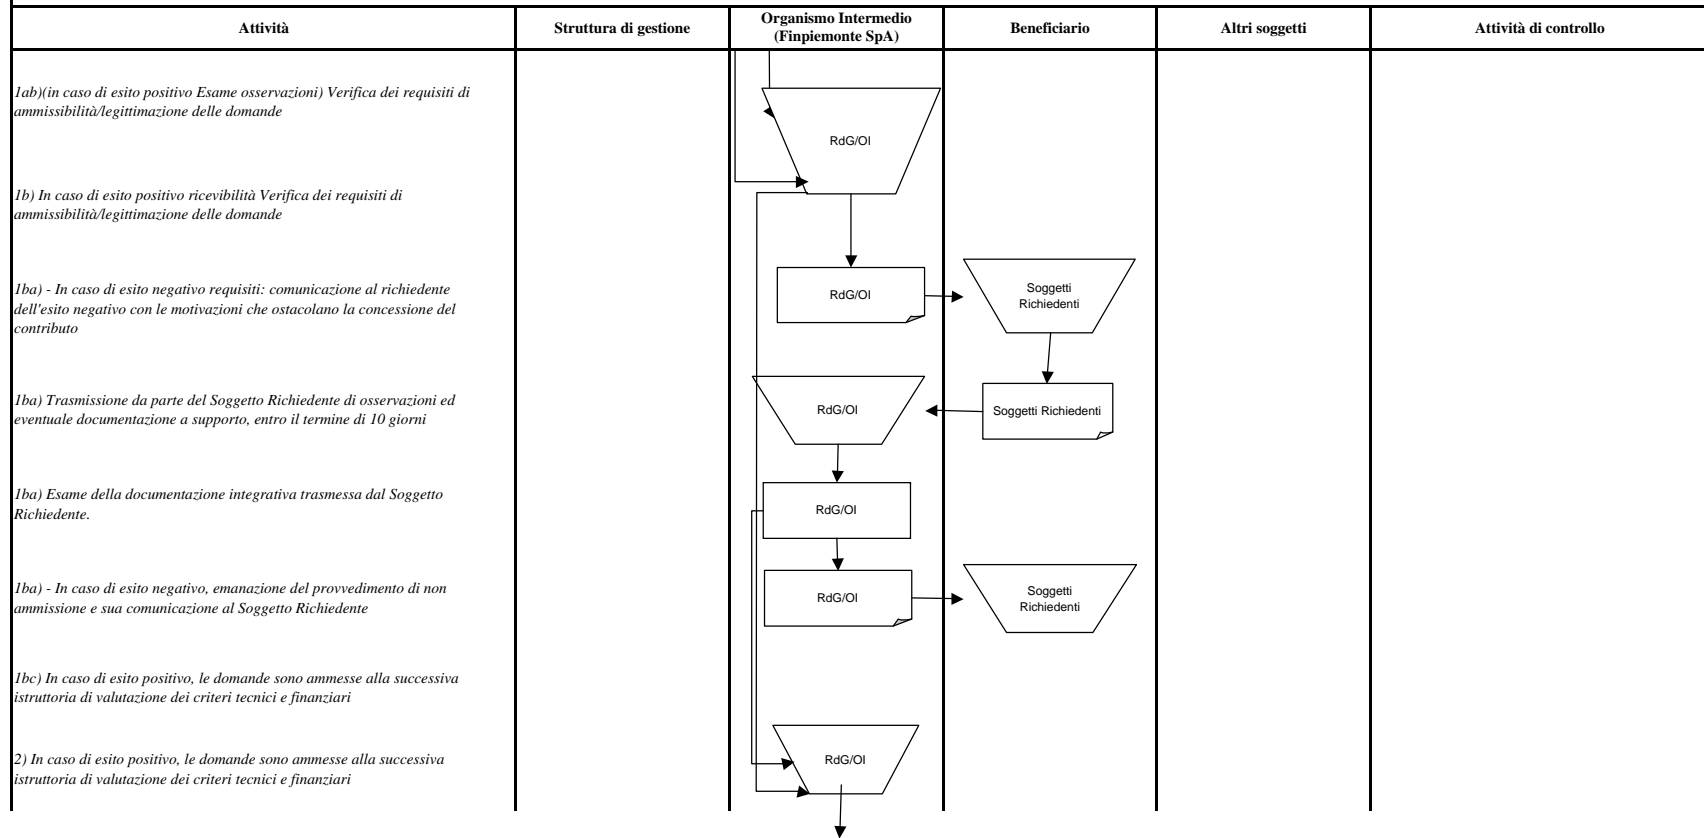 Attività
Struttura di gestione
Organismo Intermedio
(Finpiemonte SpA)
Beneficiario
Altri soggetti
Attività di controllo
1ab)(in caso di esito positivo Esame osservazioni) Verifica dei requisiti di
ammissibilità/legittimazione delle domande
RdG/OI
1b) In caso di esito positivo ricevibilità Verifica dei requisiti di
ammissibilità/legittimazione delle domande
1ba) - In caso di esito negativo requisiti: comunicazione al richiedente
dell'esito negativo con le motivazioni che ostacolano la concessione del
contributo
RdG/OI
Soggetti
Richiedenti
1ba) Trasmissione da parte del Soggetto Richiedente di osservazioni ed
eventuale documentazione a supporto, entro il termine di 10 giorni
RdG/OI
Soggetti Richiedenti
1ba) Esame della documentazione integrativa trasmessa dal Soggetto
Richiedente.
RdG/OI
1ba) - In caso di esito negativo, emanazione del provvedimento di non
ammissione e sua comunicazione al Soggetto Richiedente
RdG/OI
Soggetti
Richiedenti
1bc) In caso di esito positivo, le domande sono ammesse alla successiva
istruttoria di valutazione dei criteri tecnici e finanziari
2) In caso di esito positivo, le domande sono ammesse alla successiva
istruttoria di valutazione dei criteri tecnici e finanziari
RdG/OI